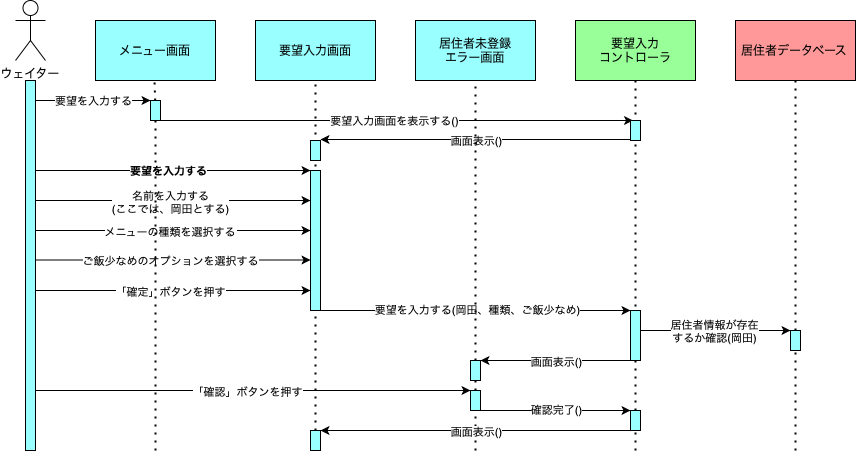 ウェイター
メニュー画面
要望入力画面
居住者未登録
エラー画面
要望入力
コントローラ
居住者データベース
要望を入力する
要望入力画面を表示する()
画面表示()
要望を入力する
名前を入力する
(ここでは、岡田とする)
メニューの種類を選択する
ご飯少なめのオプションを選択する
「確定」ボタンを押す
要望を入力する(岡田、種類、ご飯少なめ)
居住者情報が存在
するか確認(岡田)
画面表示()
「確認」ボタンを押す
確認完了()
画面表示()